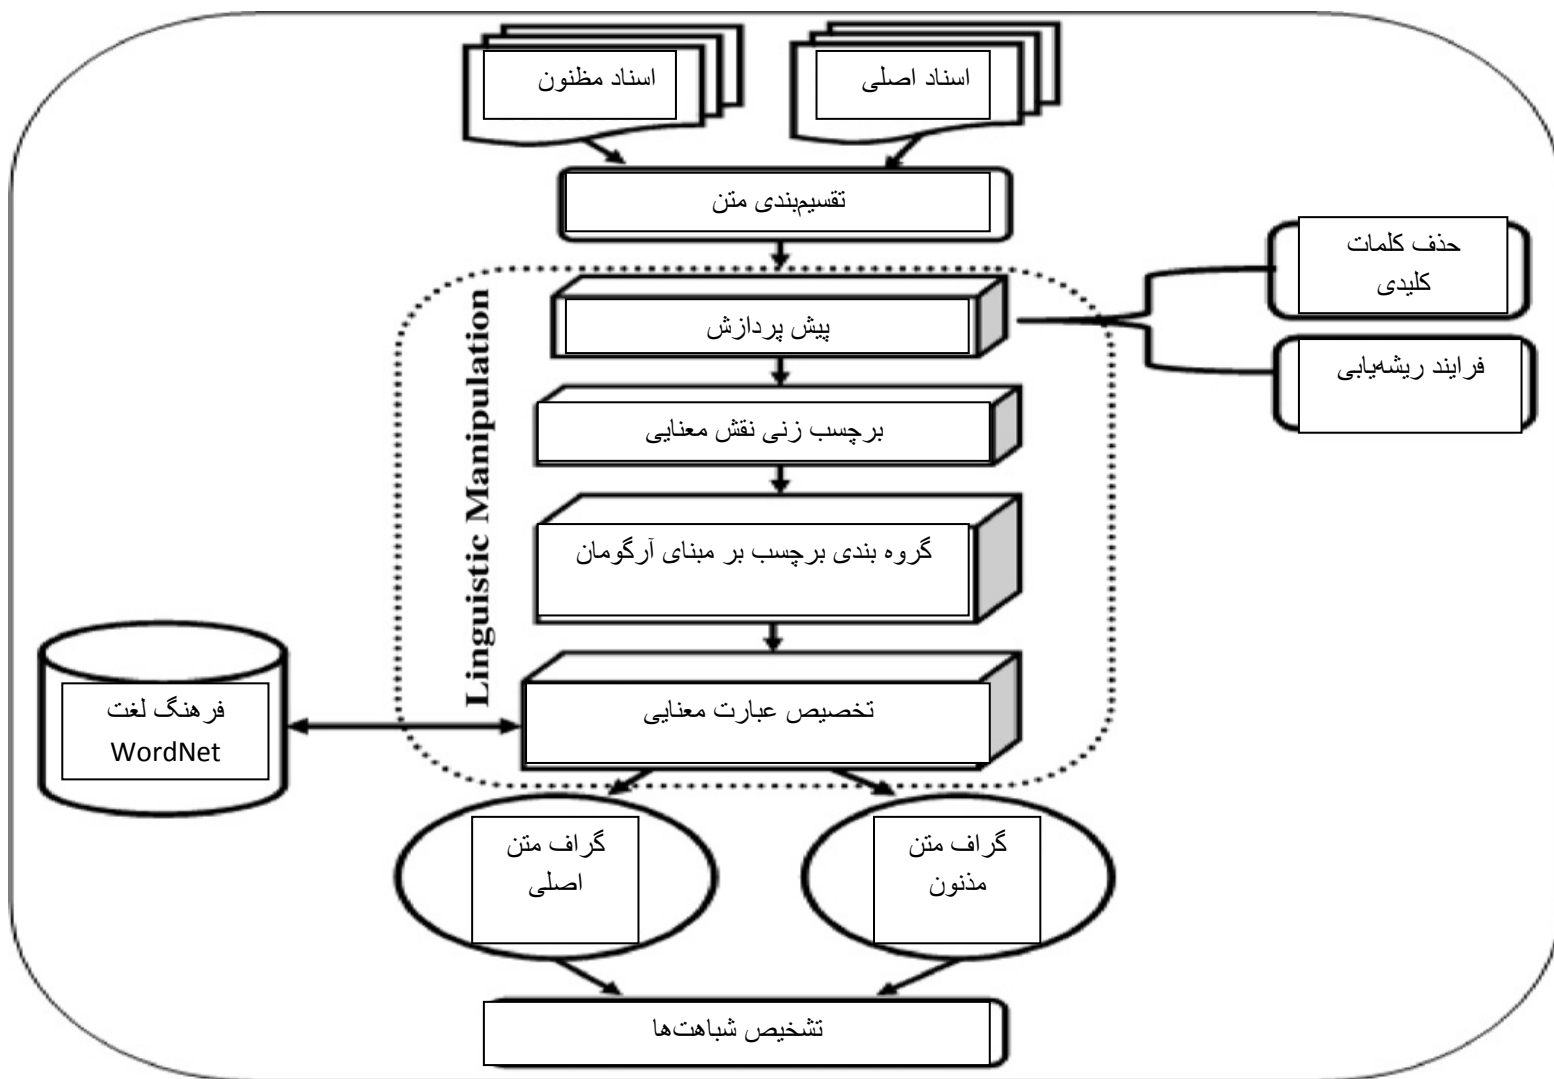 اسناد اصلی
اسناد مظنون
تقسیم‌بندی متن
حذف کلمات
کلیدی
پیش پردازش
فرایند ریشه‌یابی
برچسب زنی نقش معنایی
Linguistic Manipulation
گروه بندی برچسب بر مبنای آرگومان
تخصیص عبارت معنایی
فرهنگ لغت
WordNet
گراف متن
مذنون
گراف متن
اصلی
تشخیص شباهت‌ها